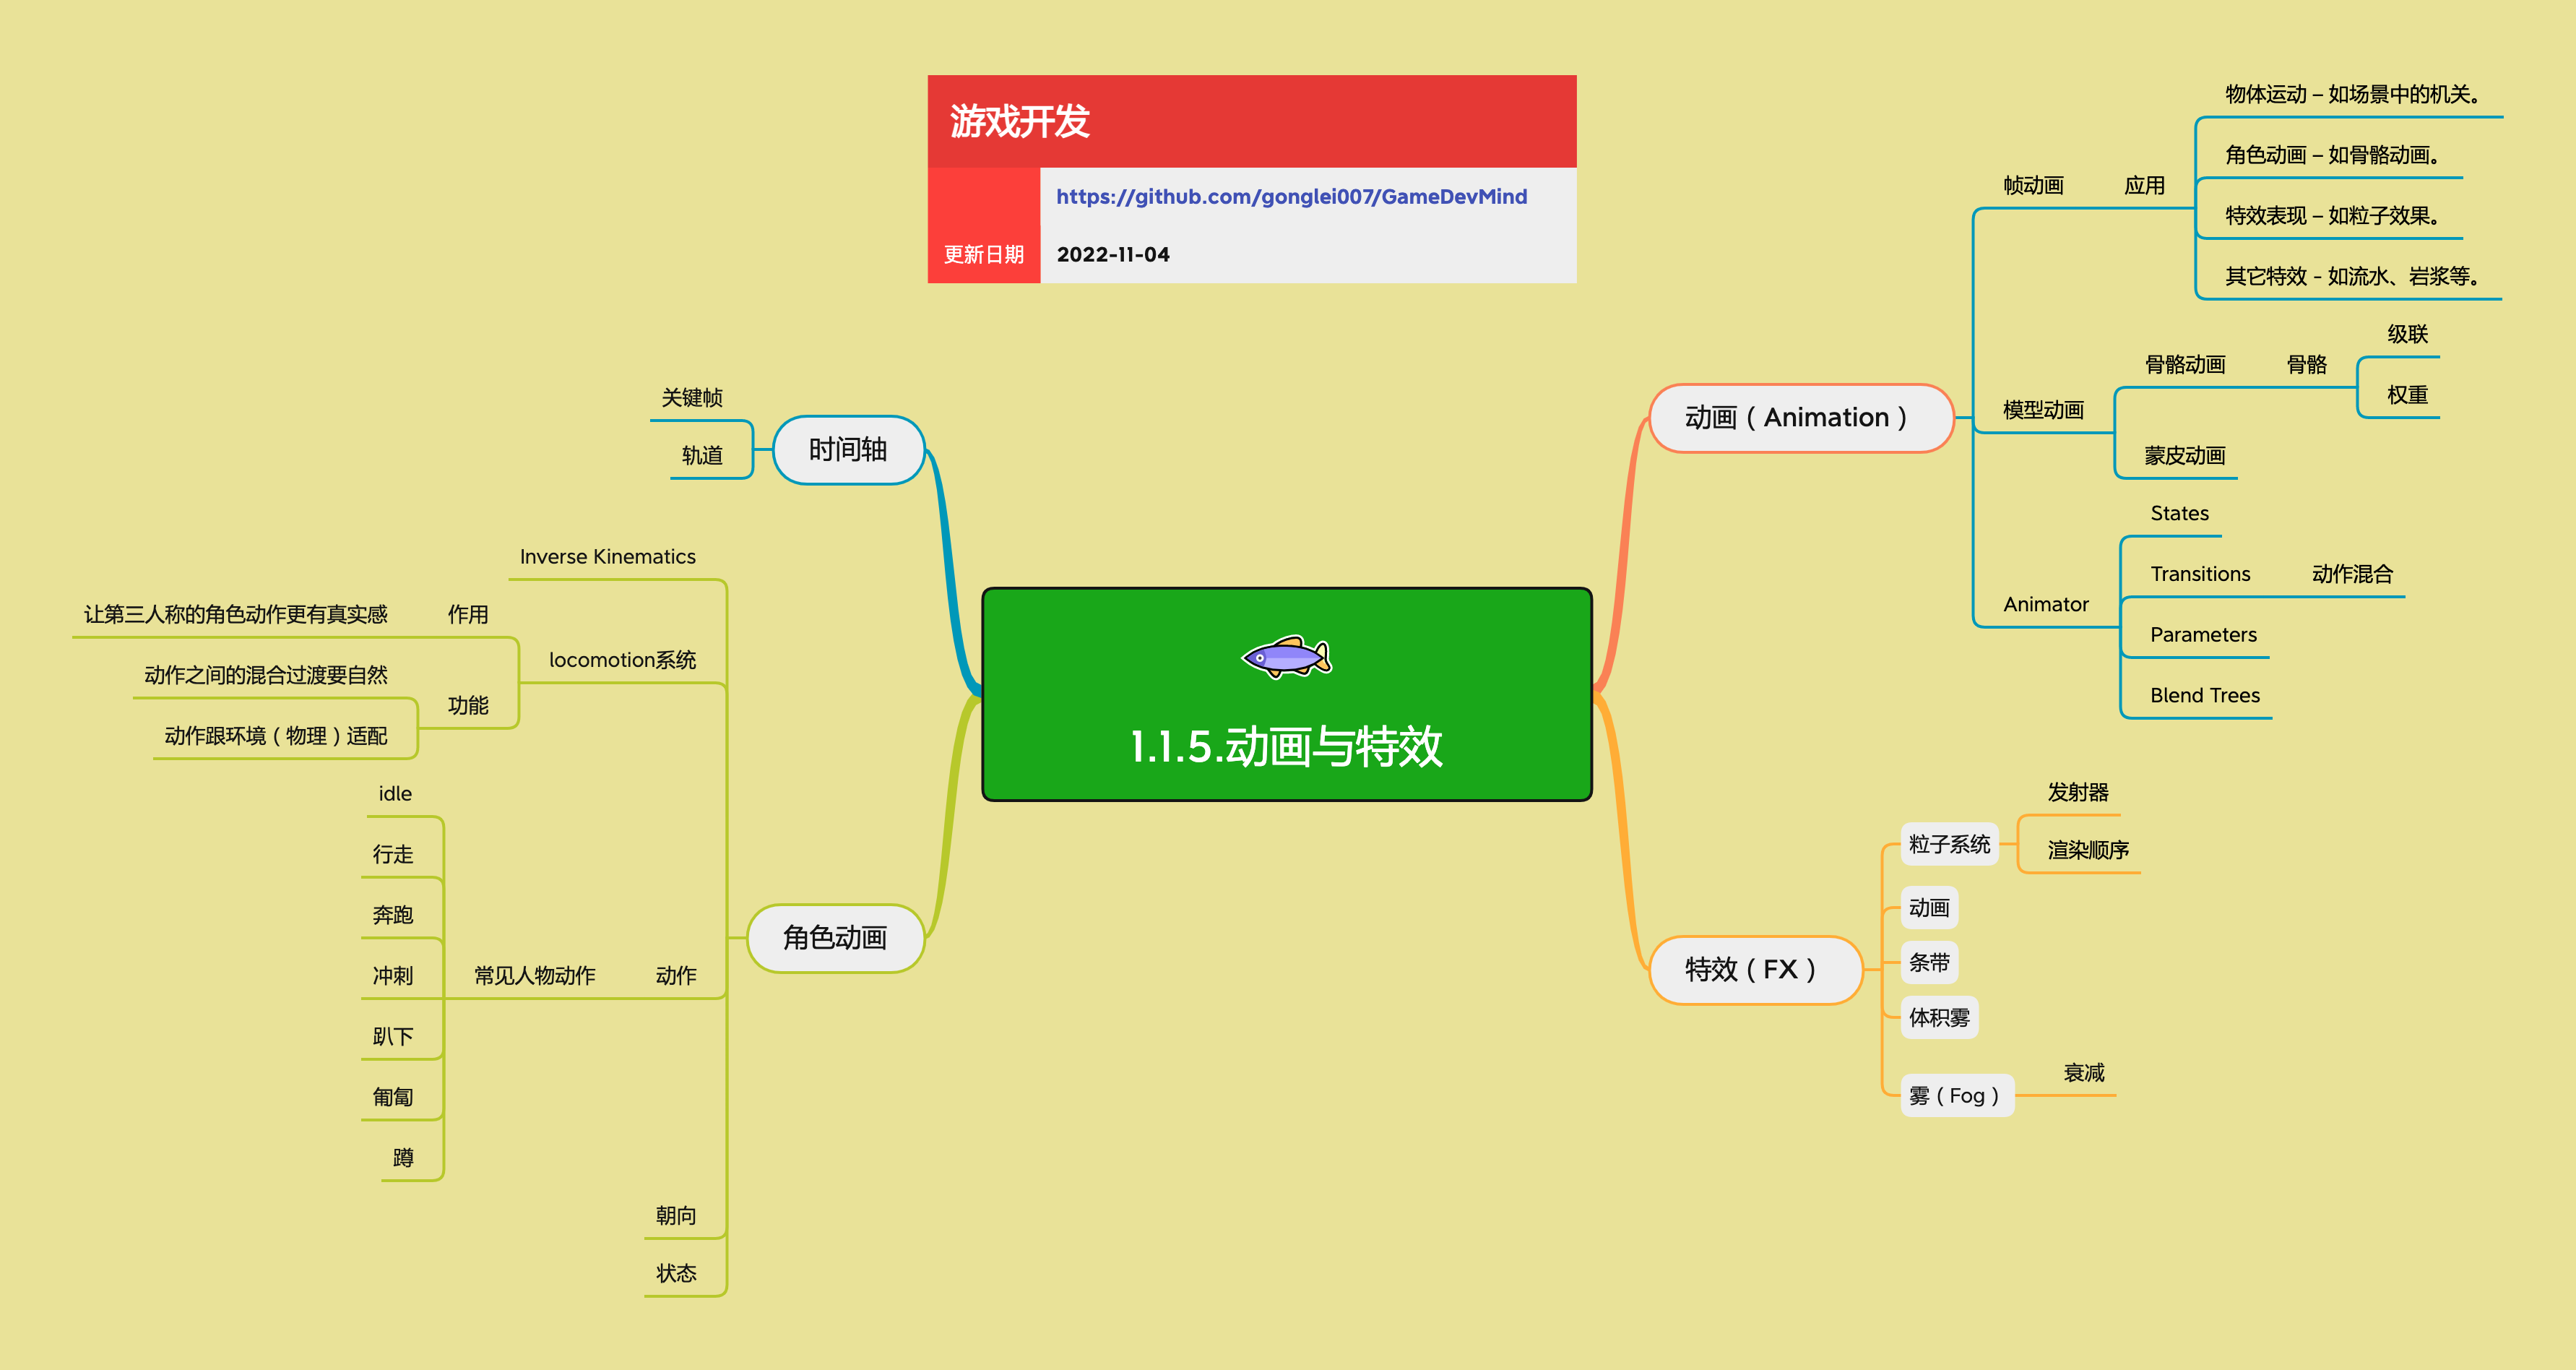 游戏开发
https://github.com/gonglei007/GameDevMind
更新日期 2022-11-04
1.1.5.动画与特效
动画（Animation）
帧动画
应用
物体运动 – 如场景中的机关。
角色动画 – 如骨骼动画。
特效表现 – 如粒子效果。
其它特效 - 如流水、岩浆等。
模型动画
骨骼动画
骨骼
级联
权重
蒙皮动画
Animator
States
Transitions
动作混合
Parameters
Blend Trees
特效（FX）
粒子系统
发射器
渲染顺序
动画
条带
体积雾
雾（Fog）
衰减
时间轴
关键帧
轨道
角色动画
Inverse Kinematics
locomotion系统
作用
让第三人称的角色动作更有真实感
功能
动作之间的混合过渡要自然
动作跟环境（物理）适配
动作
常见人物动作
idle
行走
奔跑
冲刺
趴下
匍匐
蹲
朝向
状态